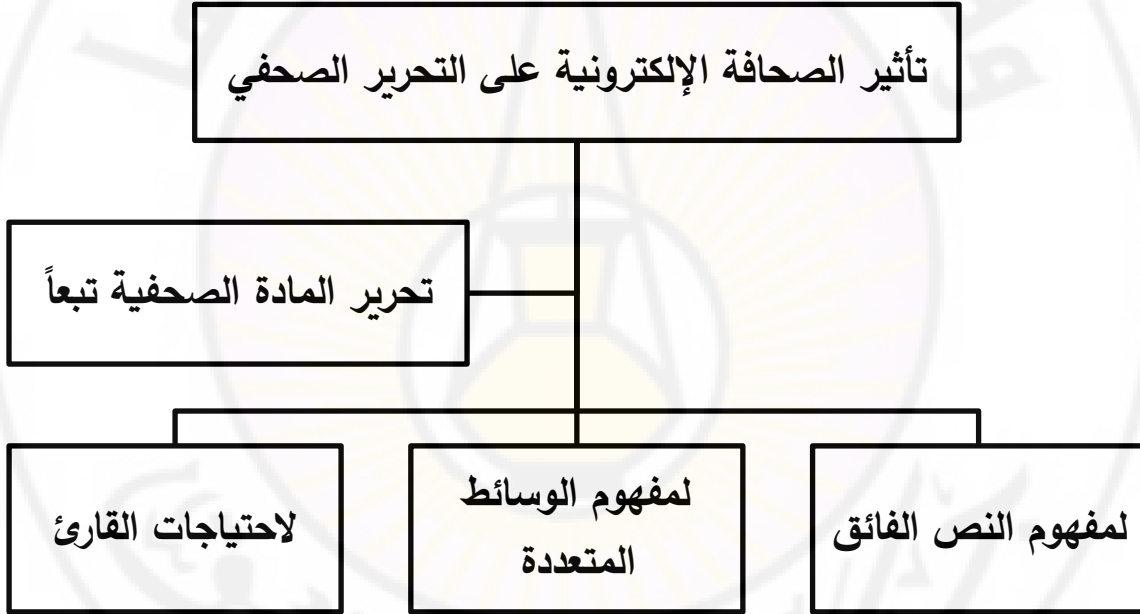 تأثير الصحافة الإلكترونية على التحرير الصحفي
تحرير المادة الصحفية تبعاً
لمفهوم النص الفائق
لمفهوم الوسائط
المتعددة
لاحتياجات القارئ